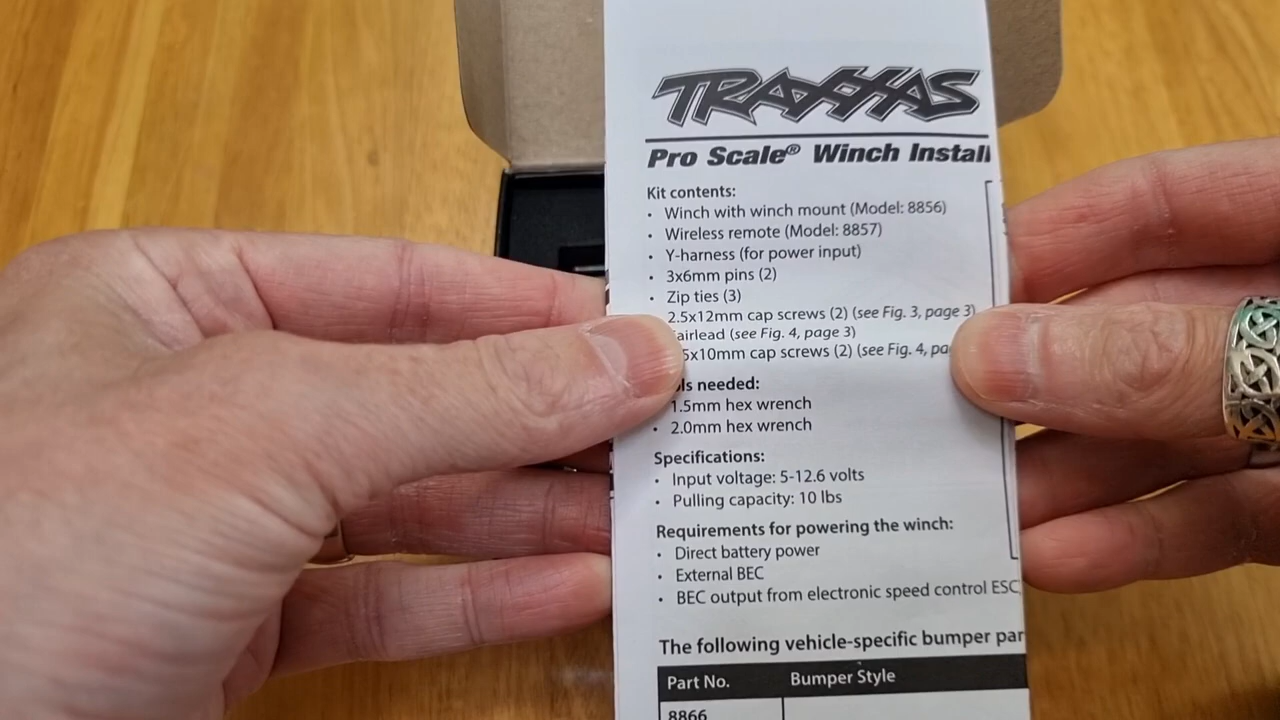 TRAXXAS
Pro Scale® Winch Install
Kit contents:
• Winch with winch mount (Model: 8856)
• Wireless remote (Model: 8857)
• Y-harness (for power input)
• 3x6mm pins (2)
• Zip ties (3)
2.5x12mm cap screws (2) (see Fig. 3, page 3)
airlead (see Fig. 4, page 3)
5x10mm cap screws (2) (see Fig. 4, pa
ls needed:
1.5mm hex wrench
• 2.0mm hex wrench
Specifications:
• Input voltage: 5-12.6 volts
• Pulling capacity: 10 lbs
Requirements for powering the winch:
• Direct battery power
• External BEC
• BEC output from electronic speed control ESC
The following vehicle-specific bumper par
Part No. Bumper Style
8866